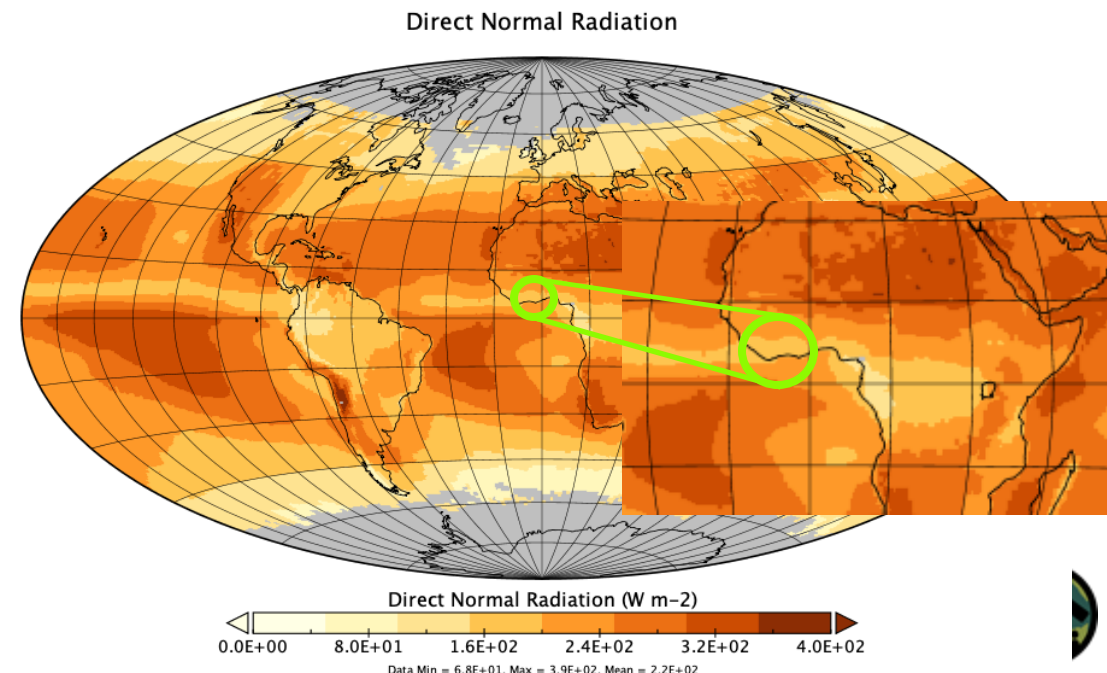 Direct Normal Radiation
Direct Normal Radiation (W m−2)
0.0E+00 8.0E+01 1.6E+02 2.4E+02 3.2E+02 4.0E+02
Data Min = 6.8E+01, Max = 3.9E+02, Mean = 2.2E+02